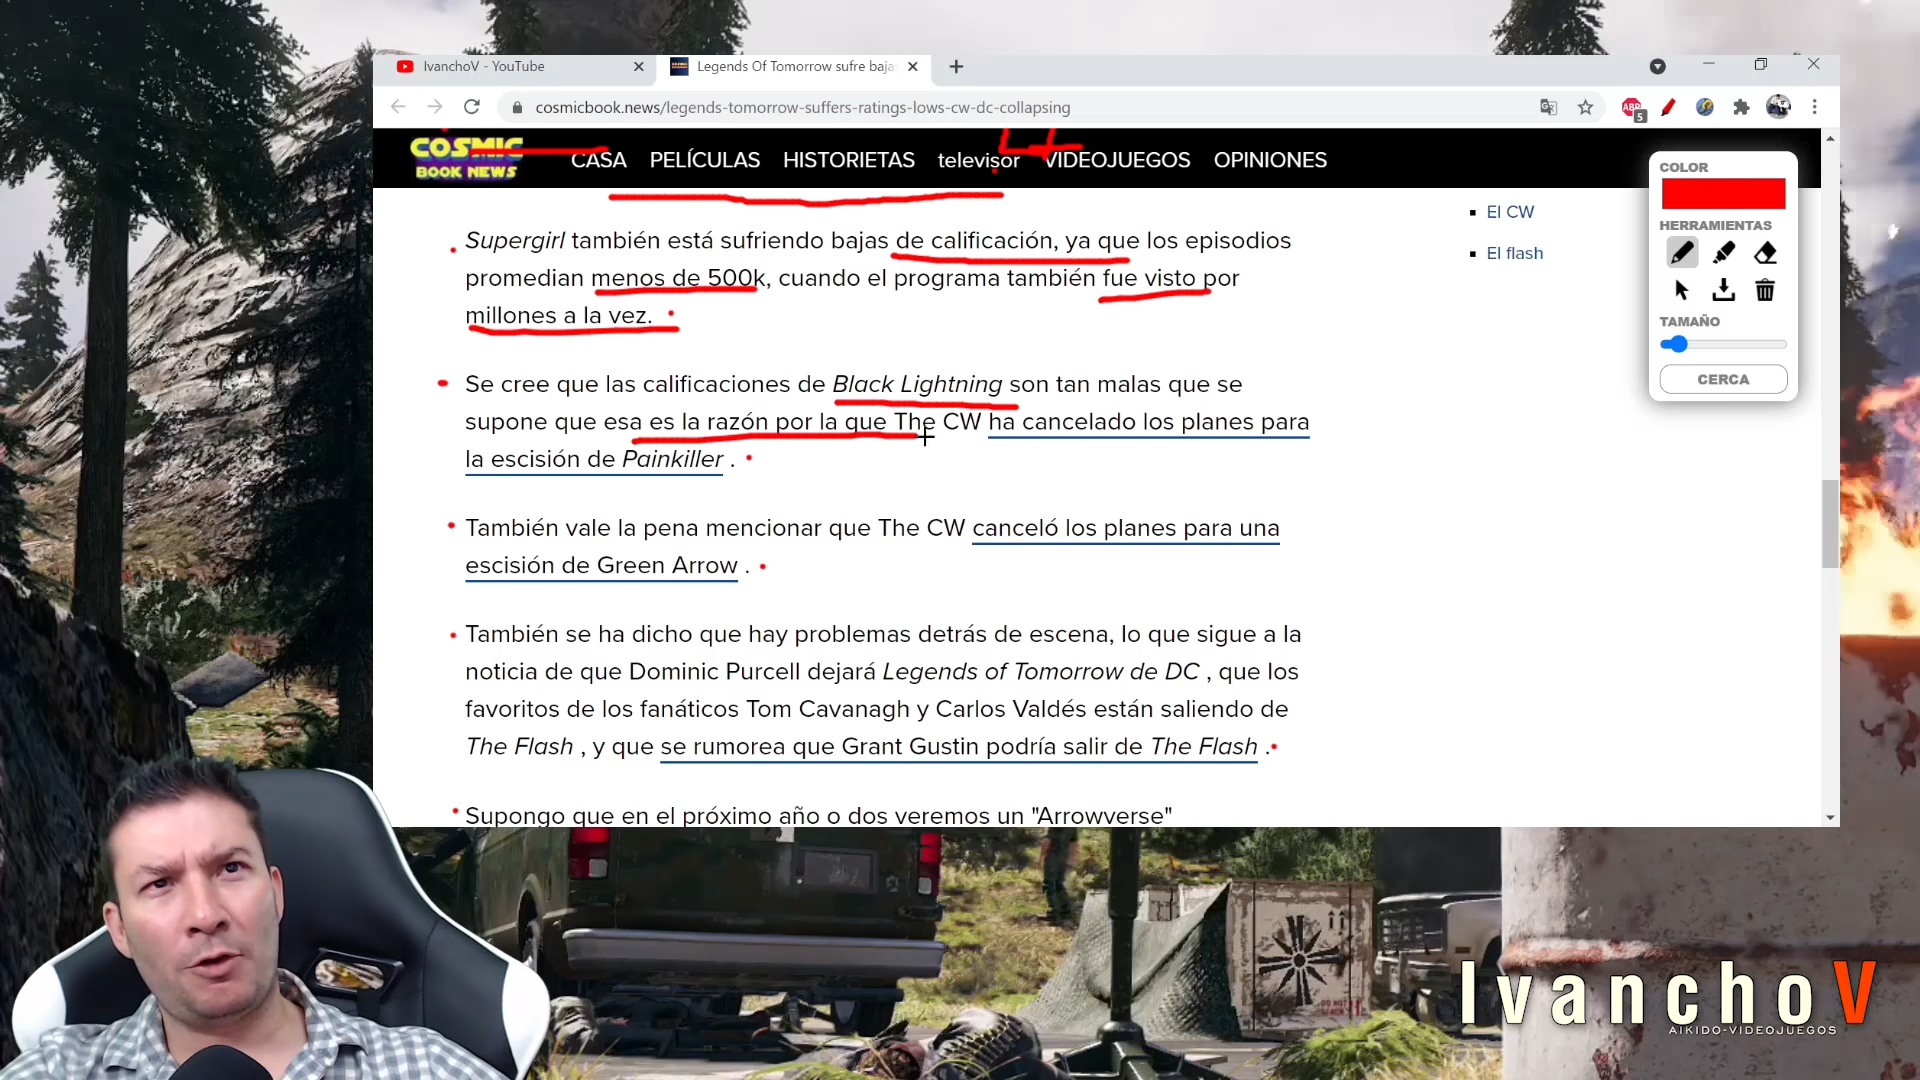 IvanchoV - YouTube
Legends Of Tomorrow sufre baja
cosmicbook.news/legends-tomorrow-suffers-ratings-lows-cw-dc-collapsing
ABP
5
COSMIC
BOOK NEWS
CASA
PELÍCULAS
HISTORIETAS
televisor
VIDEOJUEGOS
OPINIONES
COLOR
HERRAMIENTAS
TAMAÑO
CERCA
El CW
El flash
Supergirl también está sufriendo bajas de calificación, ya que los episodios
promedian menos de 500k, cuando el programa también fue visto por
millones a la vez.
Se cree que las calificaciones de Black Lightning son tan malas que se
supone que esa es la razón por la que The CW ha cancelado los planes para
la escisión de Painkiller .
También vale la pena mencionar que The CW canceló los planes para una
escisión de Green Arrow .
También se ha dicho que hay problemas detrás de escena, lo que sigue a la
noticia de que Dominic Purcell dejará Legends of Tomorrow de DC , que los
favoritos de los fanáticos Tom Cavanagh y Carlos Valdés están saliendo de
The Flash , y que se rumorea que Grant Gustin podría salir de The Flash .
Supongo que en el próximo año o dos veremos un "Arrowverse"
IvanchoV
AIKIDO-VIDEOJUEGOS